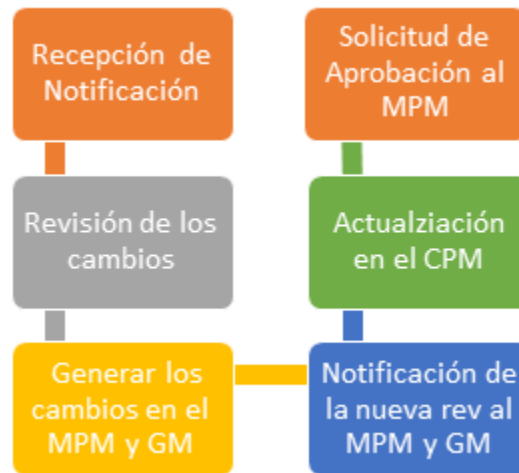 Recepción de
Notificación
Revisión de los
cambios
Generar los
cambios en el
MPM y GM
Notificación de
la nueva rev al
MPM y GM
Actualziación
en el CPM
Solicitud de
Aprobación al
MPM